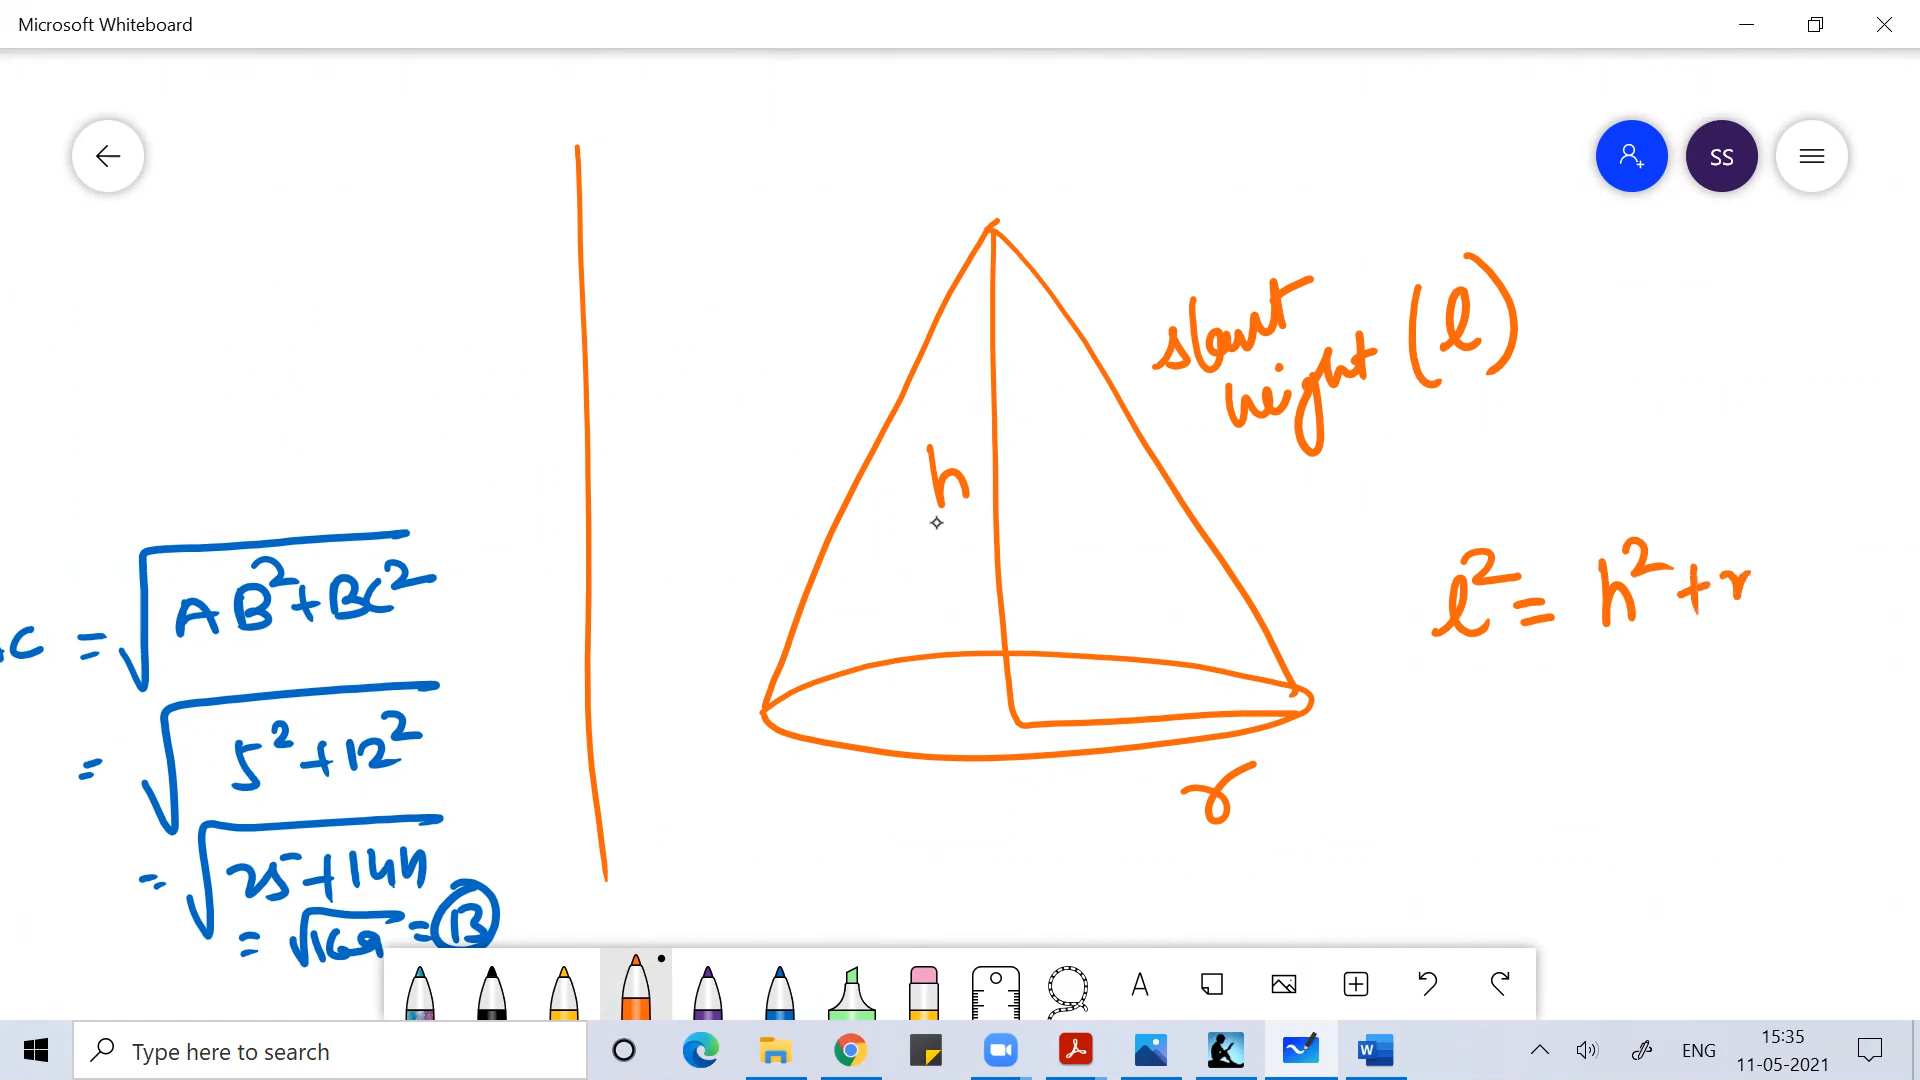 Microsoft Whiteboard
SS
slant
height (l)
h
l² = h² + r
r
AC = √AB² + BC²
= √5² + 12²
= √25 + 144
= √169 = 13
A
Type here to search
W
ENG
15:35
11-05-2021